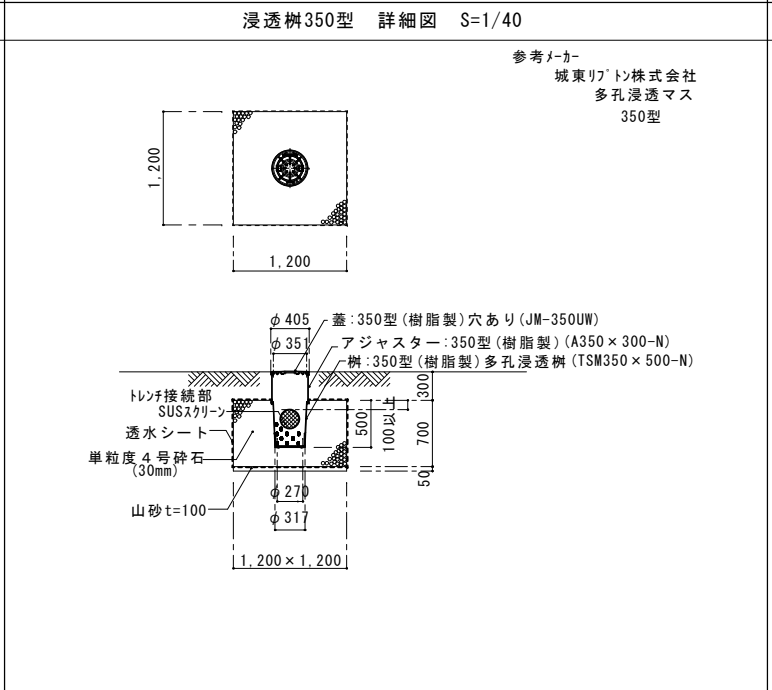 浸透桝350型　詳細図　S=1/40
参考ﾒｰｶｰ
城東ﾘﾌﾟﾄﾝ株式会社
多孔浸透マス
350型
1,200
1,200
φ405
蓋:350型(樹脂製)穴あり(JM-350UW)
φ351
アジャスター:350型(樹脂製)(A350×300-N)
桝:350型(樹脂製)多孔浸透桝(TSM350×500-N)
300
トレンチ接続部
SUSスクリーン
透水シート
500
100以上
700
単粒度４号砕石
(30mm)
50
φ270
山砂t=100
φ317
1,200×1,200